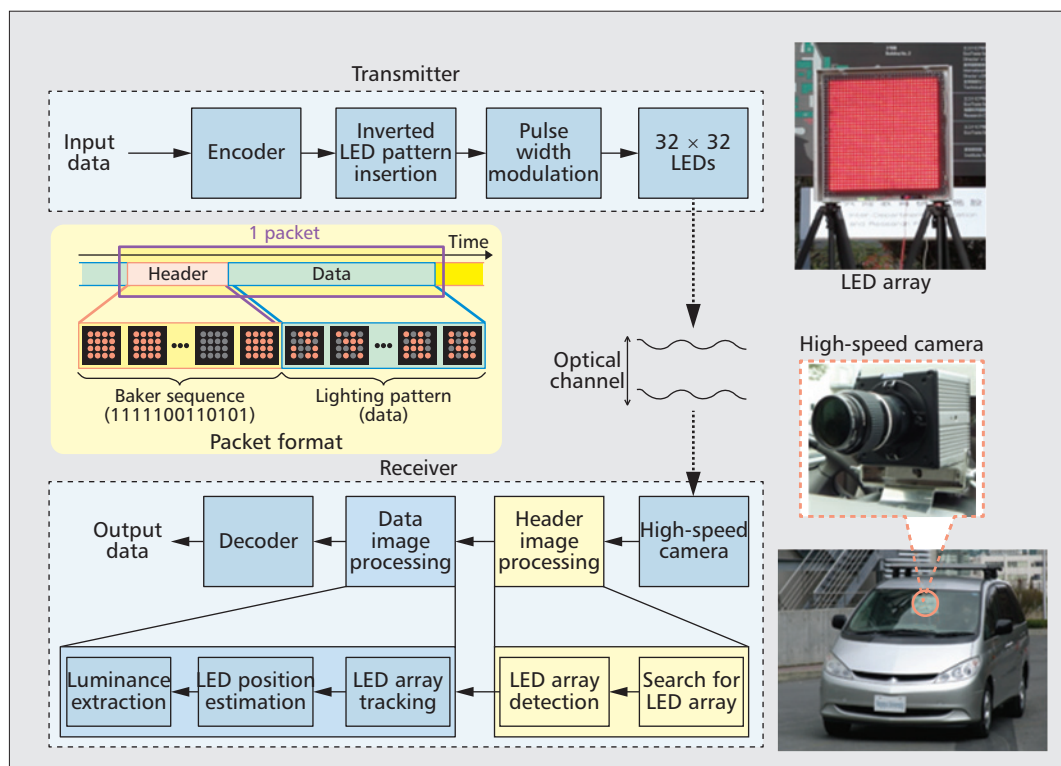 Transmitter
Input
data
Encoder
Inverted
LED pattern
insertion
Pulse
width
modulation
32 × 32
LEDs
LED array
1 packet
Time
Header
Data
Baker sequence
(1111100110101)
Lighting pattern
(data)
Packet format
Optical
channel
High-speed camera
Receiver
Output
data
Decoder
Data
image
processing
Header
image
processing
High-speed
camera
Luminance
extraction
LED position
estimation
LED array
tracking
LED array
detection
Search for
LED array